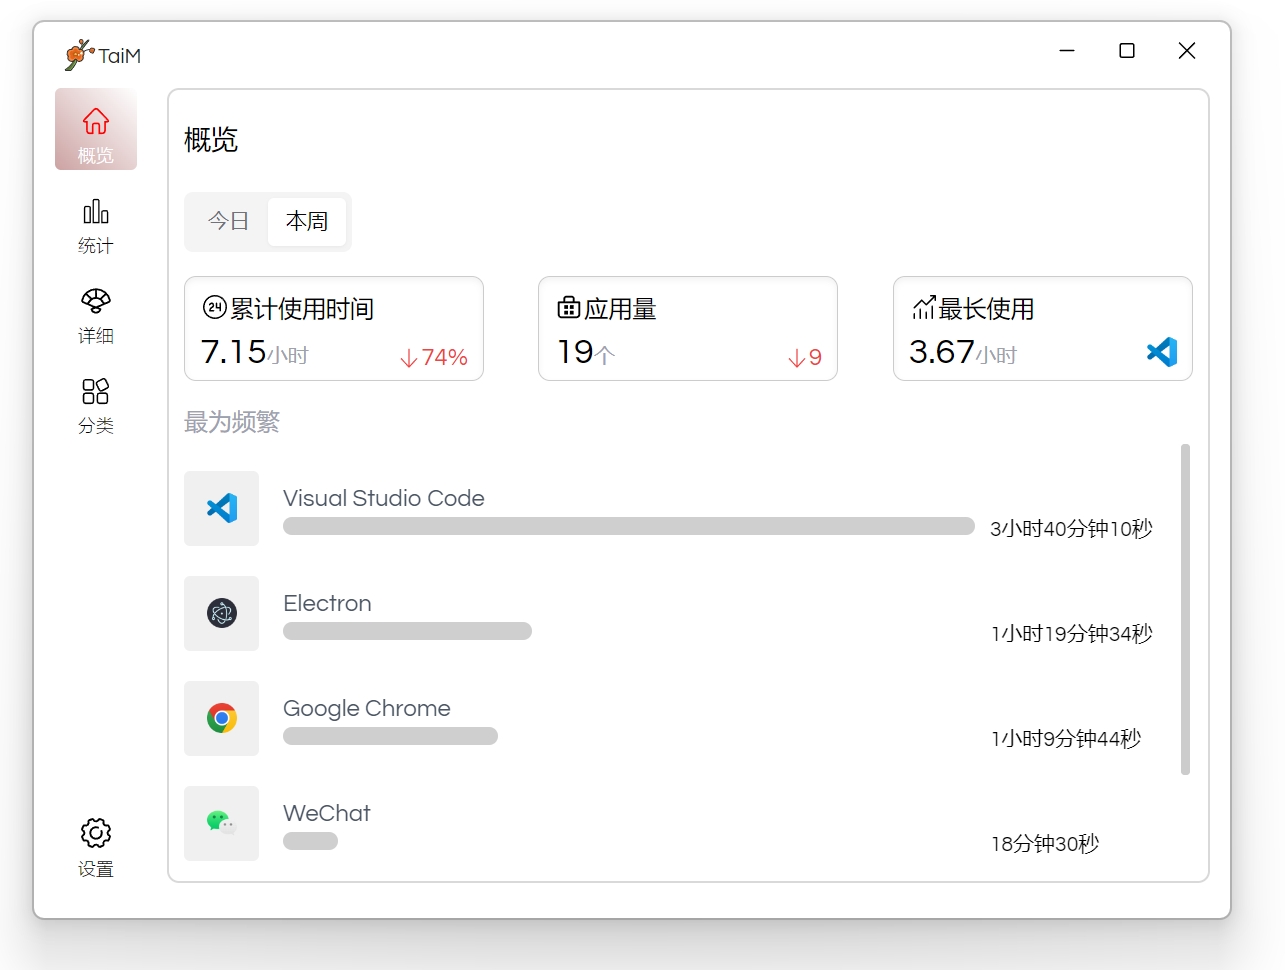 TaiM
概览
统计
详细
分类
设置
概览
今日 本周
24 累计使用时间
7.15小时 ↓74%
应用量
19个 ↓9
最长使用
3.67小时
最为频繁
Visual Studio Code
3小时40分钟10秒
Electron
1小时19分钟34秒
Google Chrome
1小时9分钟44秒
WeChat
18分钟30秒